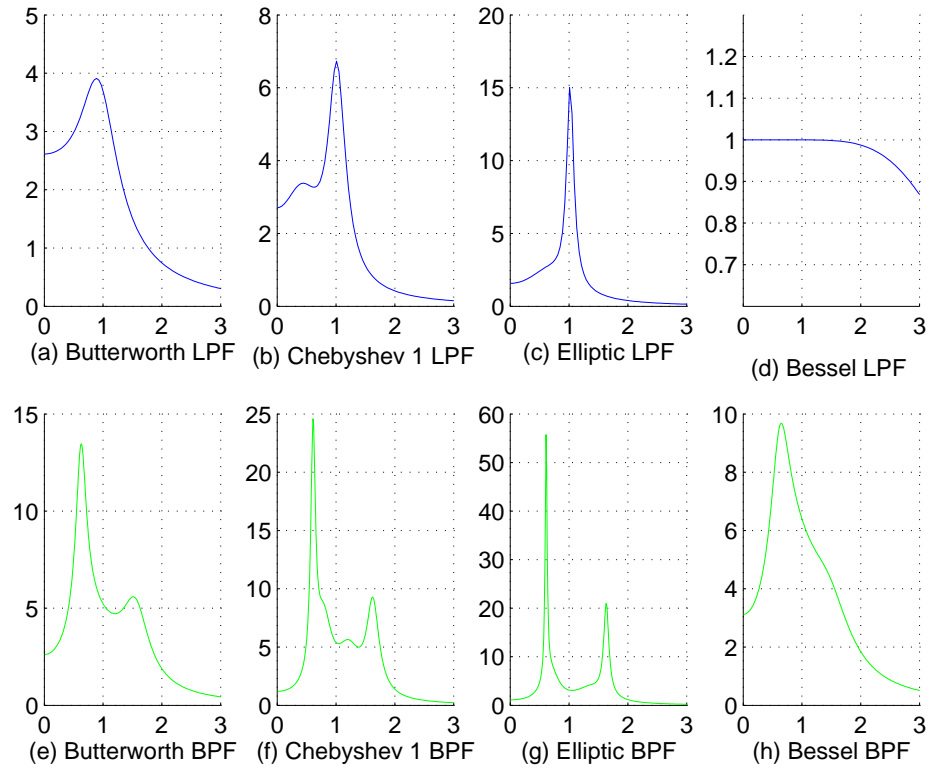 5
4
3
2
1
0
0 1 2 3
(a) Butterworth LPF
8
6
4
2
0
0 1 2 3
(b) Chebyshev 1 LPF
20
15
10
5
0
0 1 2 3
(c) Elliptic LPF
1.2
1.1
1
0.9
0.8
0.7
0 1 2 3
(d) Bessel LPF
15
10
5
0
0 1 2 3
(e) Butterworth BPF
25
20
15
10
5
0
0 1 2 3
(f) Chebyshev 1 BPF
60
50
40
30
20
10
0
0 1 2 3
(g) Elliptic BPF
10
8
6
4
2
0
0 1 2 3
(h) Bessel BPF